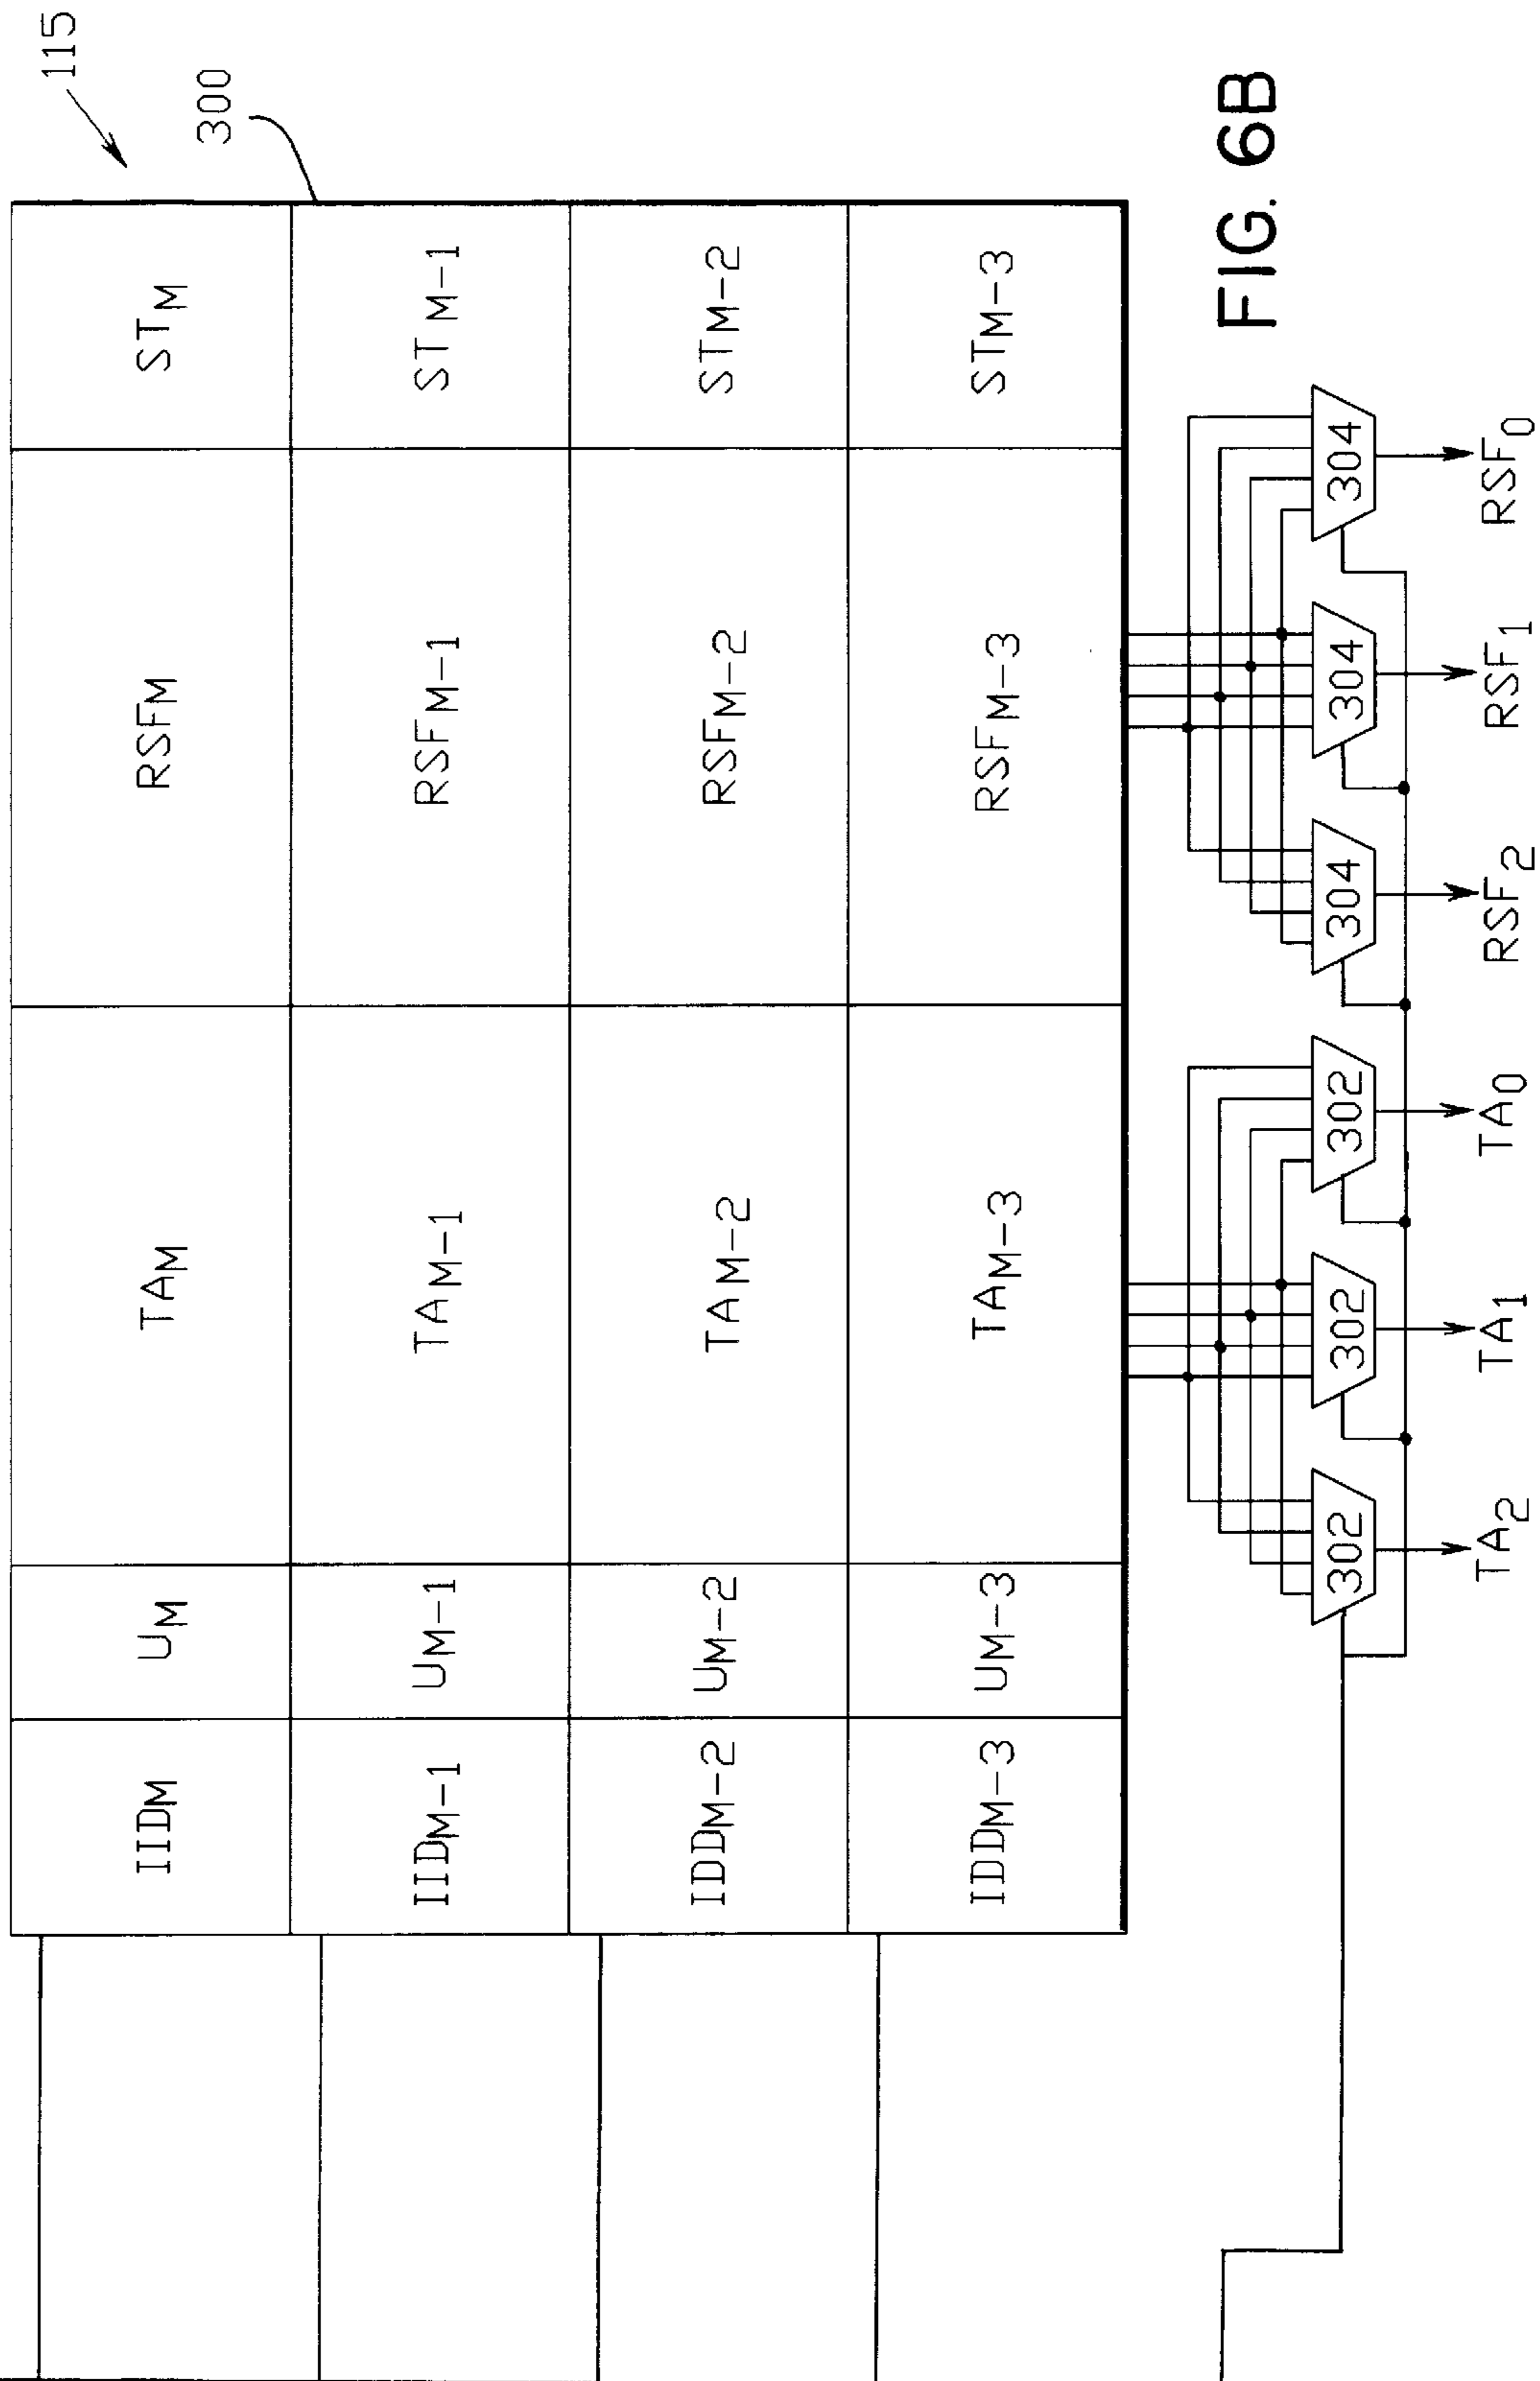 115
300
IIDM UM TAM RSFM STM
IIDM-1 UM-1 TAM-1 RSFM-1 STM-1
IDDM-2 UM-2 TAM-2 RSFM-2 STM-2
IDDM-3 UM-3 TAM-3 RSFM-3 STM-3
302 302 302 304 304 304
TA2 TA1 TA0 RSF2 RSF1 RSF0
FIG. 6B